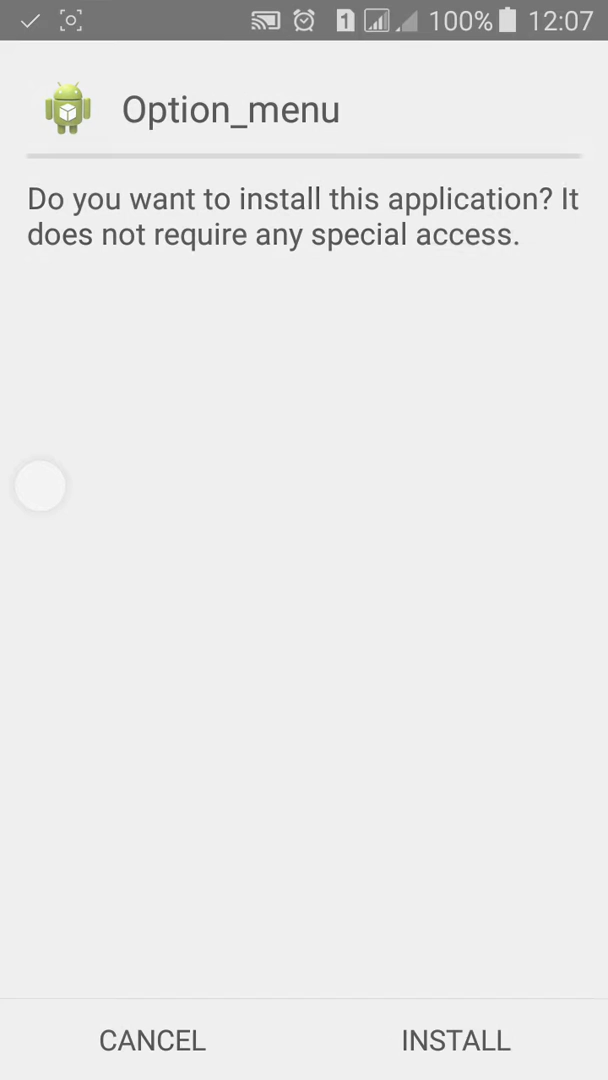 1 100% 12:07
Option_menu
Do you want to install this application? It
does not require any special access.
CANCEL INSTALL